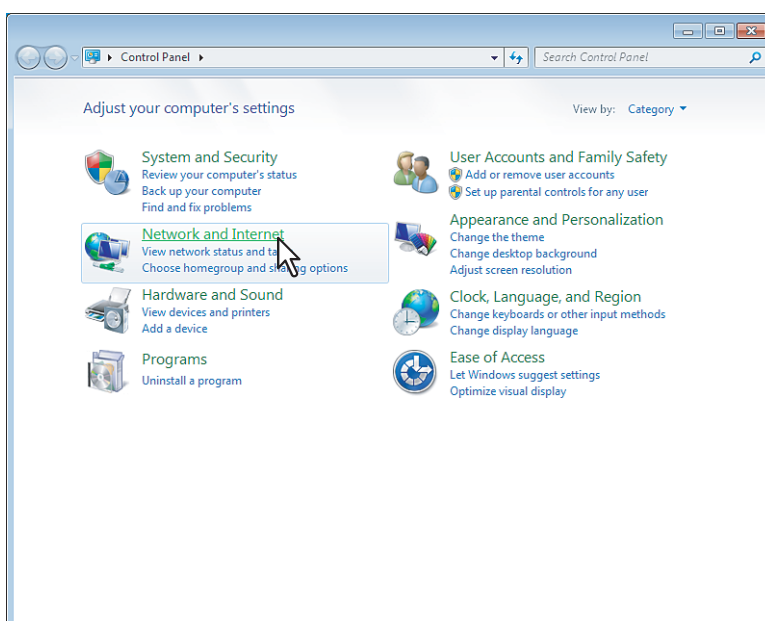 Control Panel
Search Control Panel
Adjust your computer's settings
View by: Category
System and Security
Review your computer's status
Back up your computer
Find and fix problems
Network and Internet
View network status and
Choose homegroup and options
Hardware and Sound
View devices and printers
Add a device
Programs
Uninstall a program
User Accounts and Family Safety
Add or remove user accounts
Set up parental controls for any user
Appearance and Personalization
Change the theme
Change desktop background
Adjust screen resolution
Clock, Language, and Region
Change keyboards or other input methods
Change display language
Ease of Access
Let Windows suggest settings
Optimize visual display